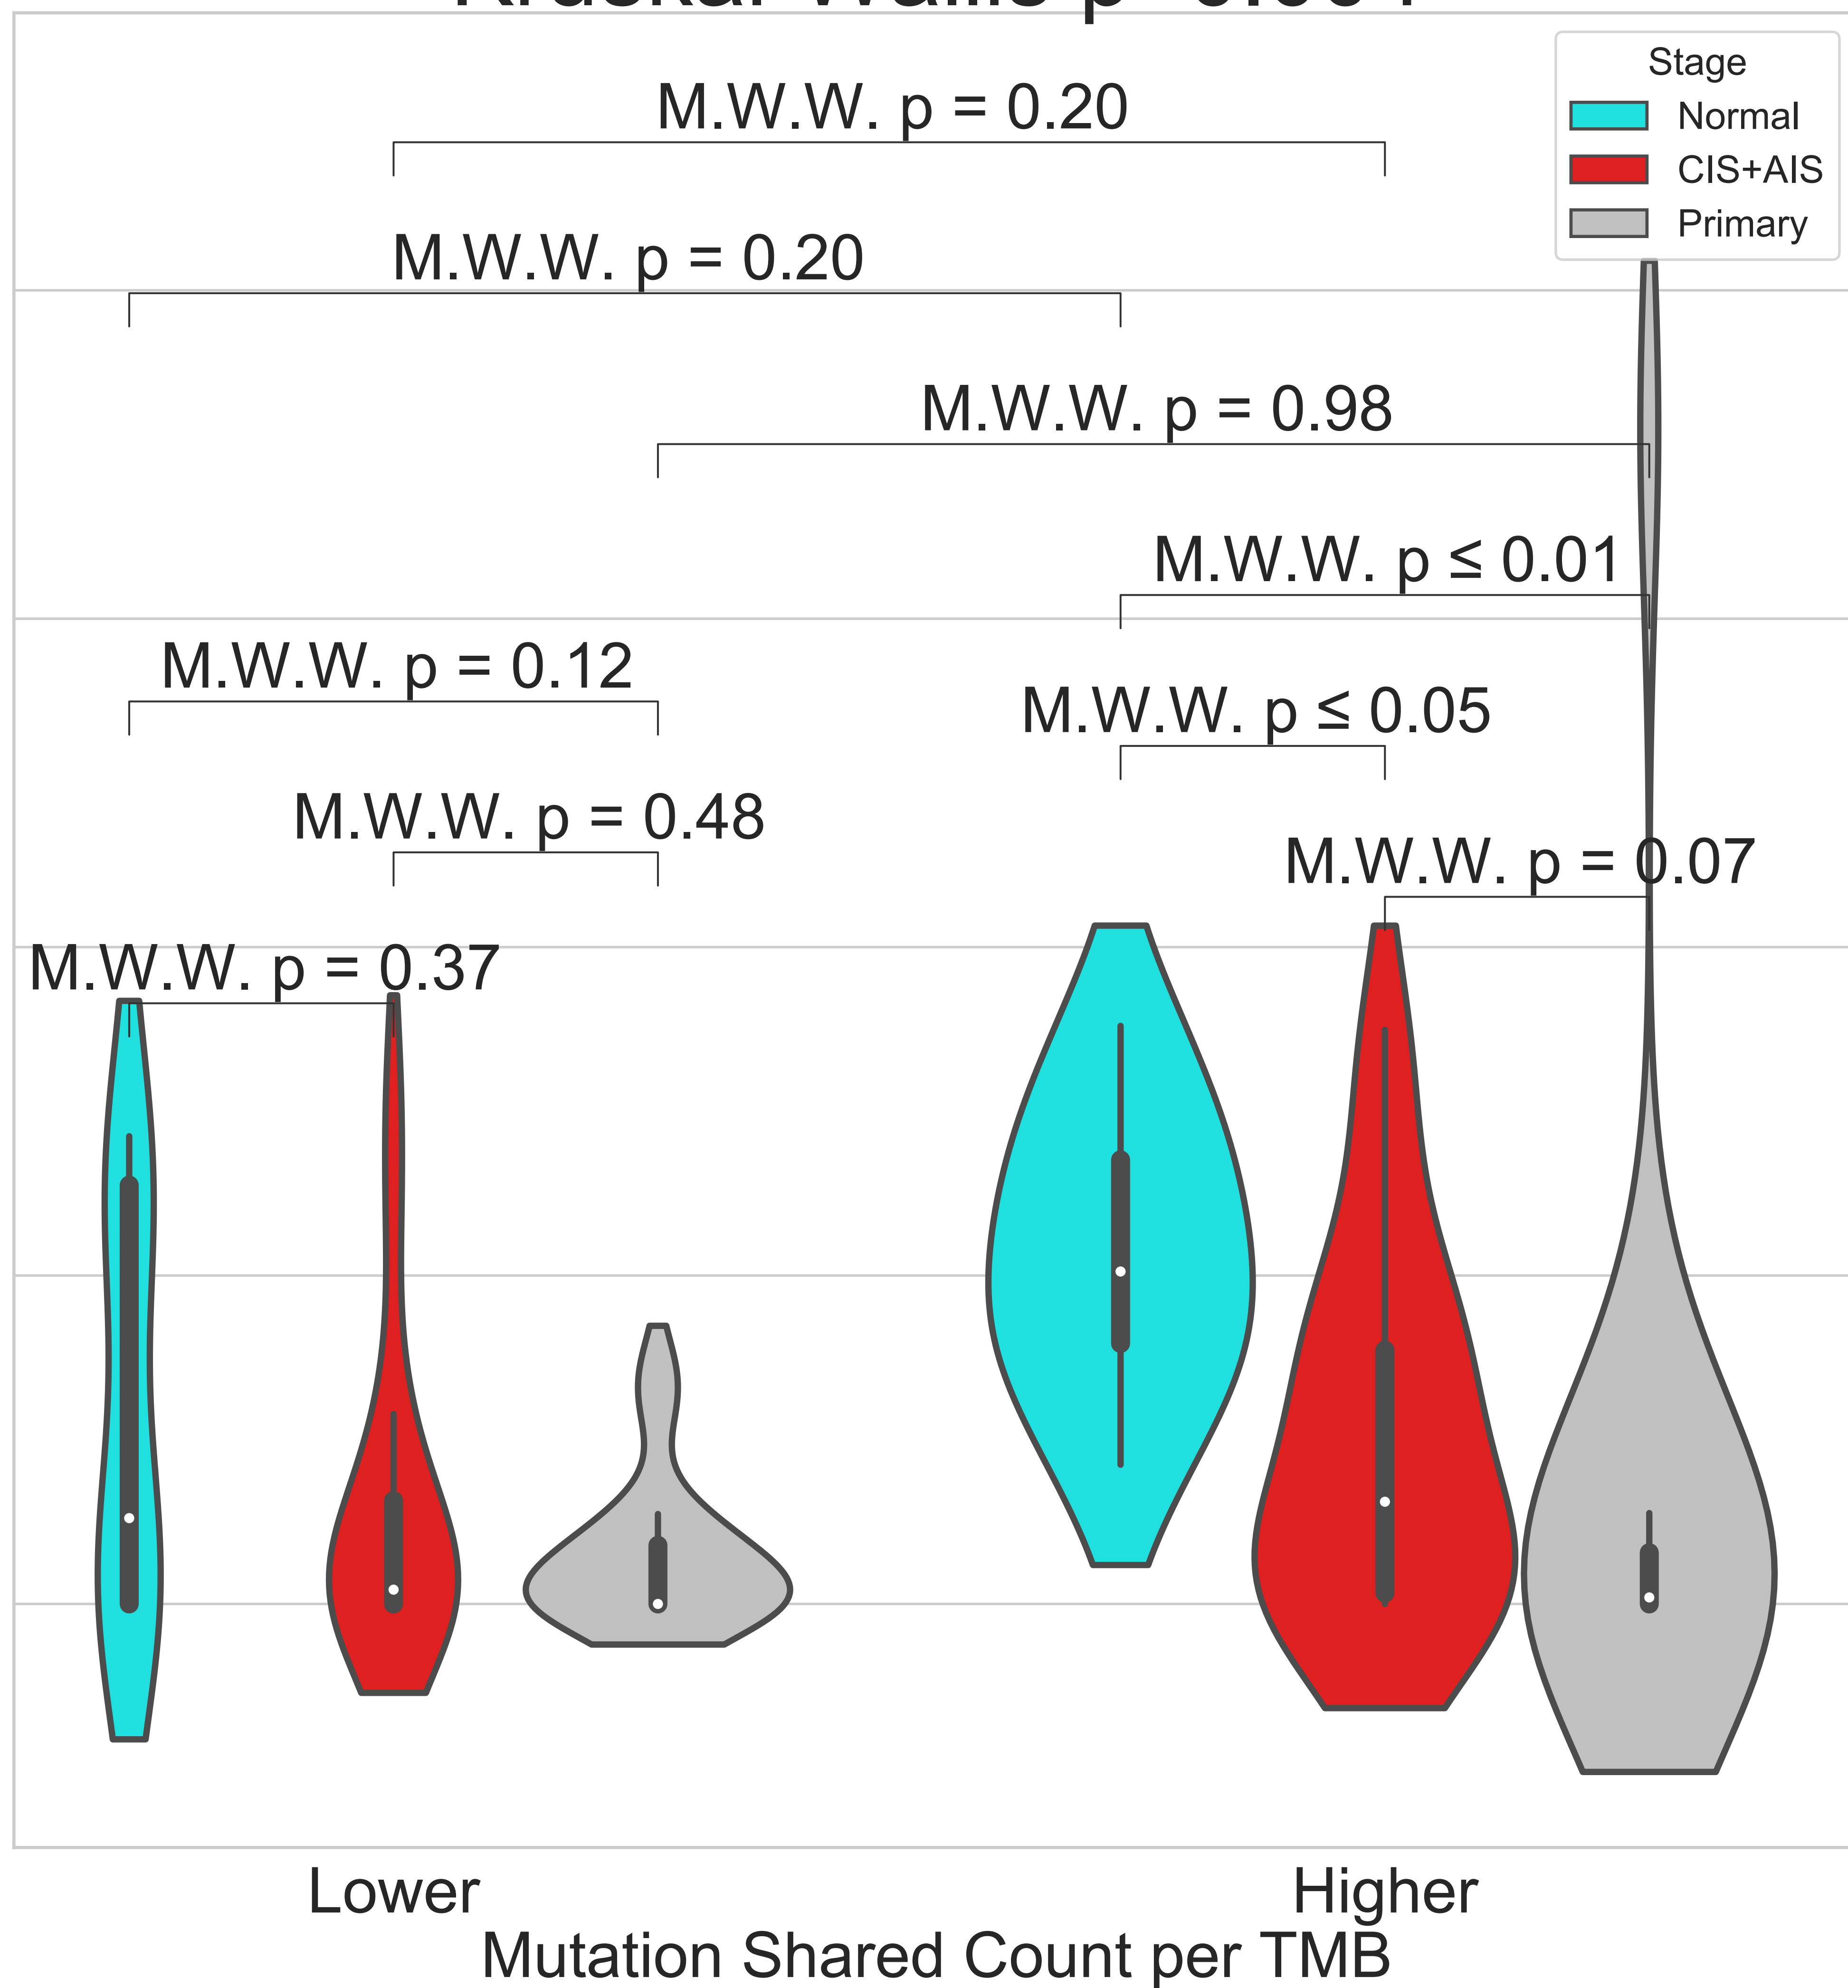 Stage
Normal
CIS+AIS
Primary
M.W.W. p = 0.20
M.W.W. p = 0.20
M.W.W. p = 0.98
M.W.W. p ≤ 0.01
M.W.W. p = 0.12
M.W.W. p ≤ 0.05
M.W.W. p = 0.48
M.W.W. p = 0.07
M.W.W. p = 0.37
Lower
Higher
Mutation Shared Count per TMB